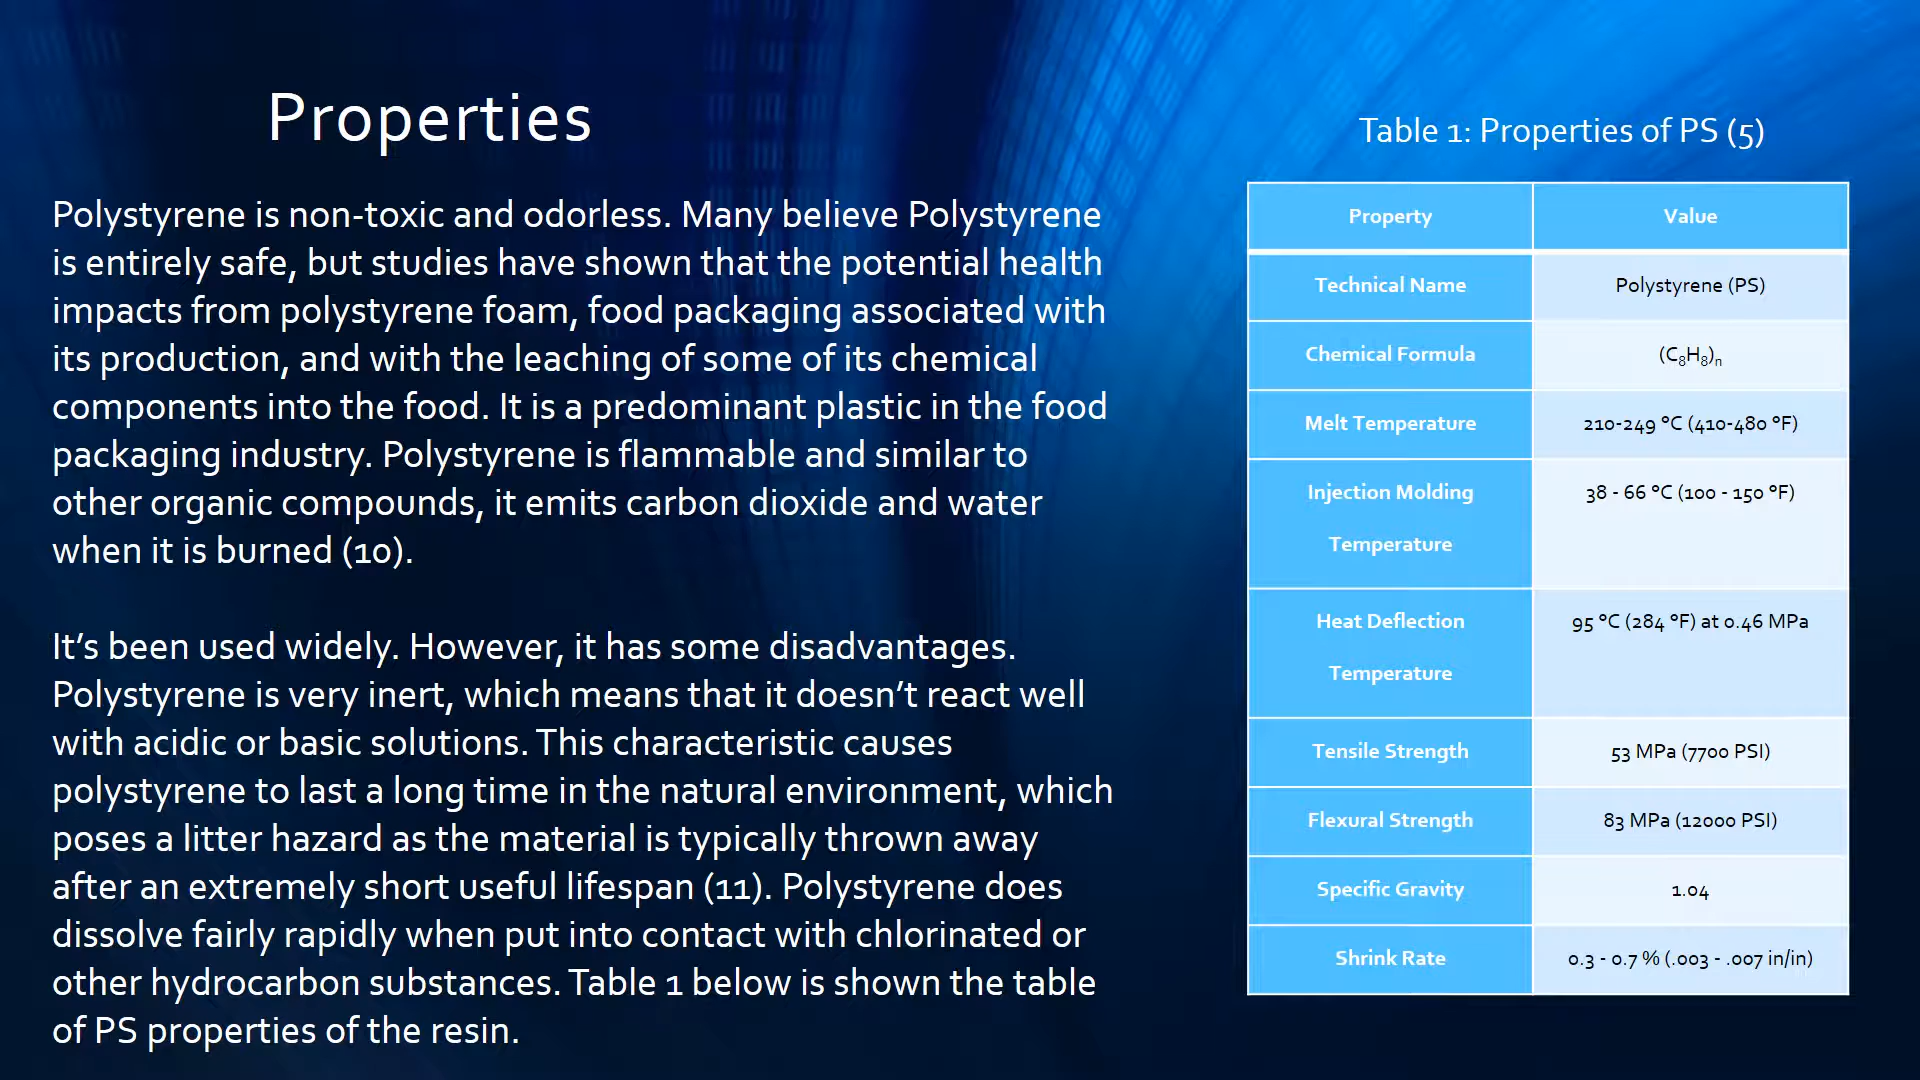 Properties
Polystyrene is non-toxic and odorless. Many believe Polystyrene
is entirely safe, but studies have shown that the potential health
impacts from polystyrene foam, food packaging associated with
its production, and with the leaching of some of its chemical
components into the food. It is a predominant plastic in the food
packaging industry. Polystyrene is flammable and similar to
other organic compounds, it emits carbon dioxide and water
when it is burned (10).
It’s been used widely. However, it has some disadvantages.
Polystyrene is very inert, which means that it doesn’t react well
with acidic or basic solutions. This characteristic causes
polystyrene to last a long time in the natural environment, which
poses a litter hazard as the material is typically thrown away
after an extremely short useful lifespan (11). Polystyrene does
dissolve fairly rapidly when put into contact with chlorinated or
other hydrocarbon substances. Table 1 below is shown the table
of PS properties of the resin.
Table 1: Properties of PS (5)
Property Value
Technical Name Polystyrene (PS)
Chemical Formula (C₈H₈)ₙ
Melt Temperature 210-249 °C (410-480 °F)
Injection Molding 38 - 66 °C (100 - 150 °F)
Temperature
Heat Deflection 95 °C (284 °F) at 0.46 MPa
Temperature
Tensile Strength 53 MPa (7700 PSI)
Flexural Strength 83 MPa (12000 PSI)
Specific Gravity 1.04
Shrink Rate 0.3 - 0.7 % (.003 - .007 in/in)